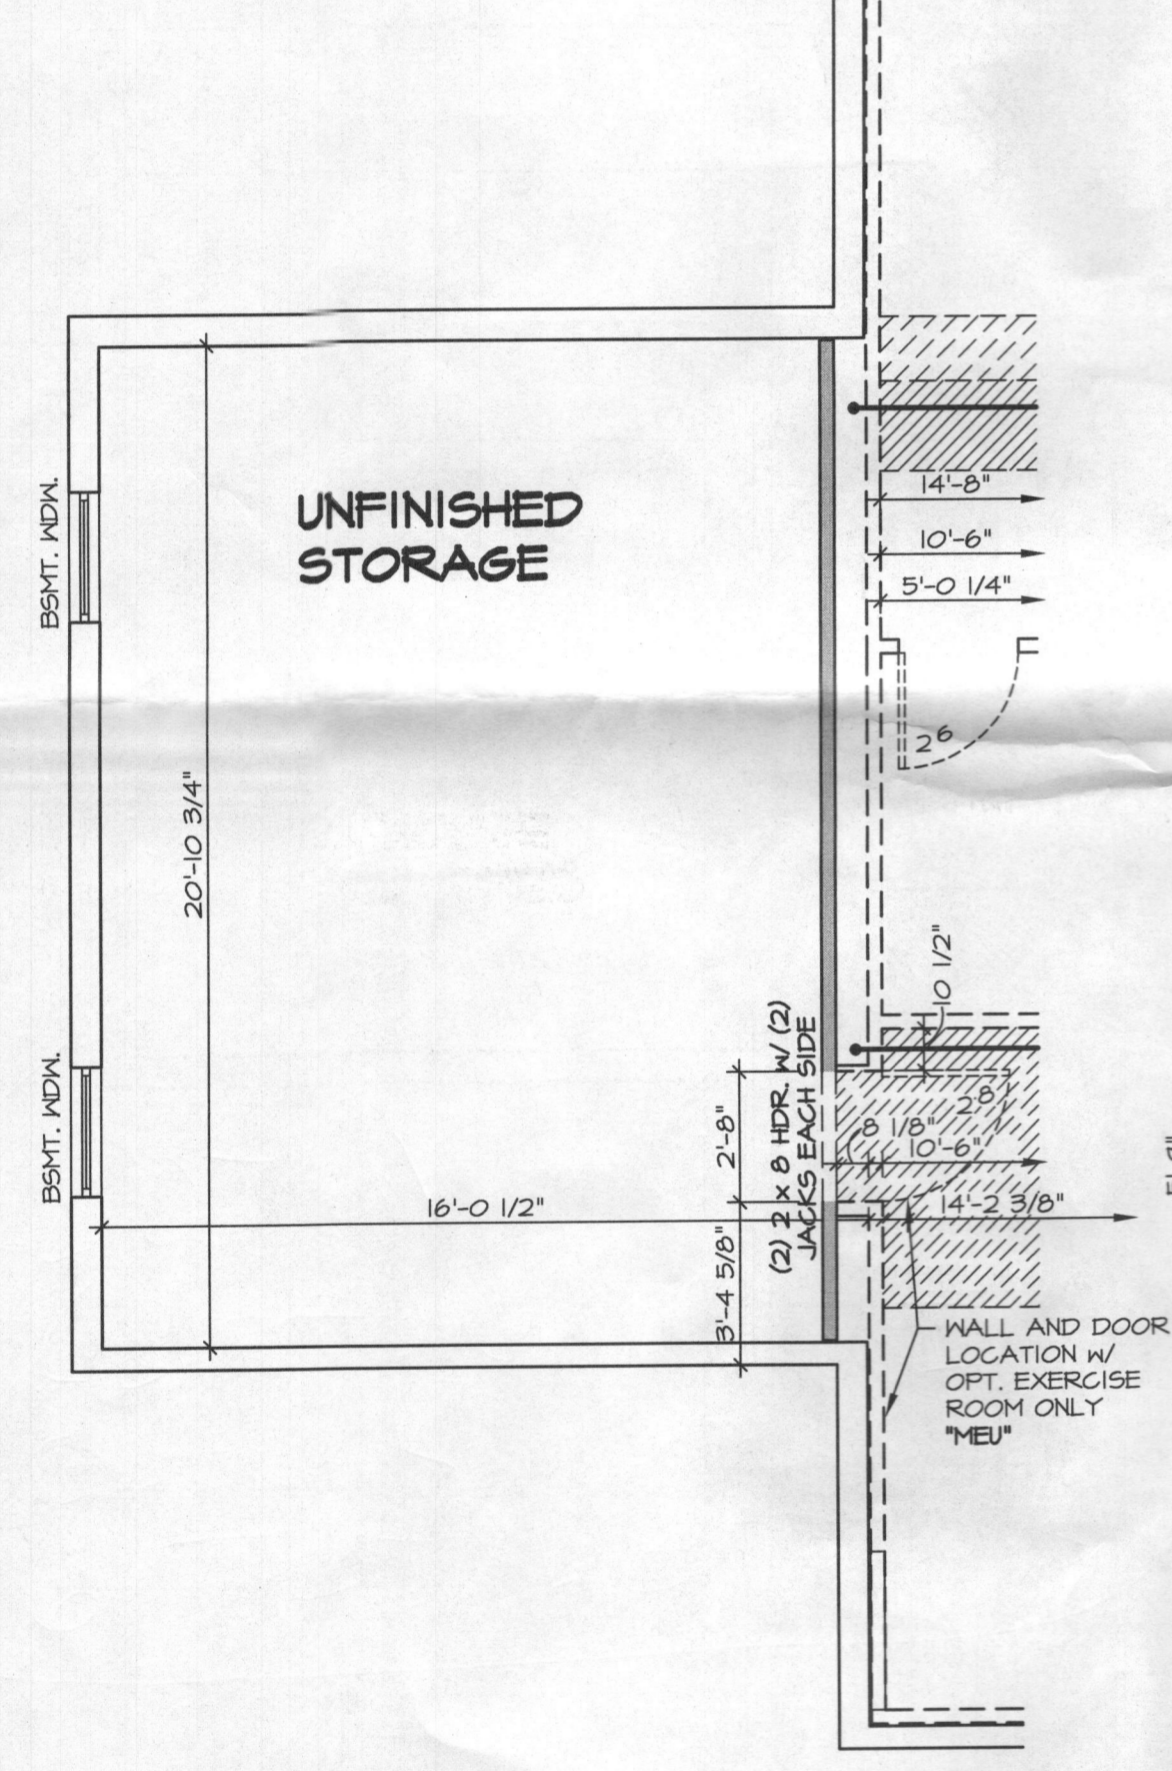 UNFINISHED
STORAGE
BSMT. WDW.
14'-8"
10'-6"
5'-0 1/4"
2 6
20'-10 3/4"
10 1/2"
BSMT. WDW.
(2) 2 x 8 HDR. W/ (2)
JACKS EACH SIDE
2 8
2'-8"
8 1/8"
10'-6"
16'-0 1/2"
14'-2 3/8"
3'-4 5/8"
WALL AND DOOR
LOCATION W/
OPT. EXERCISE
ROOM ONLY
"MEU"